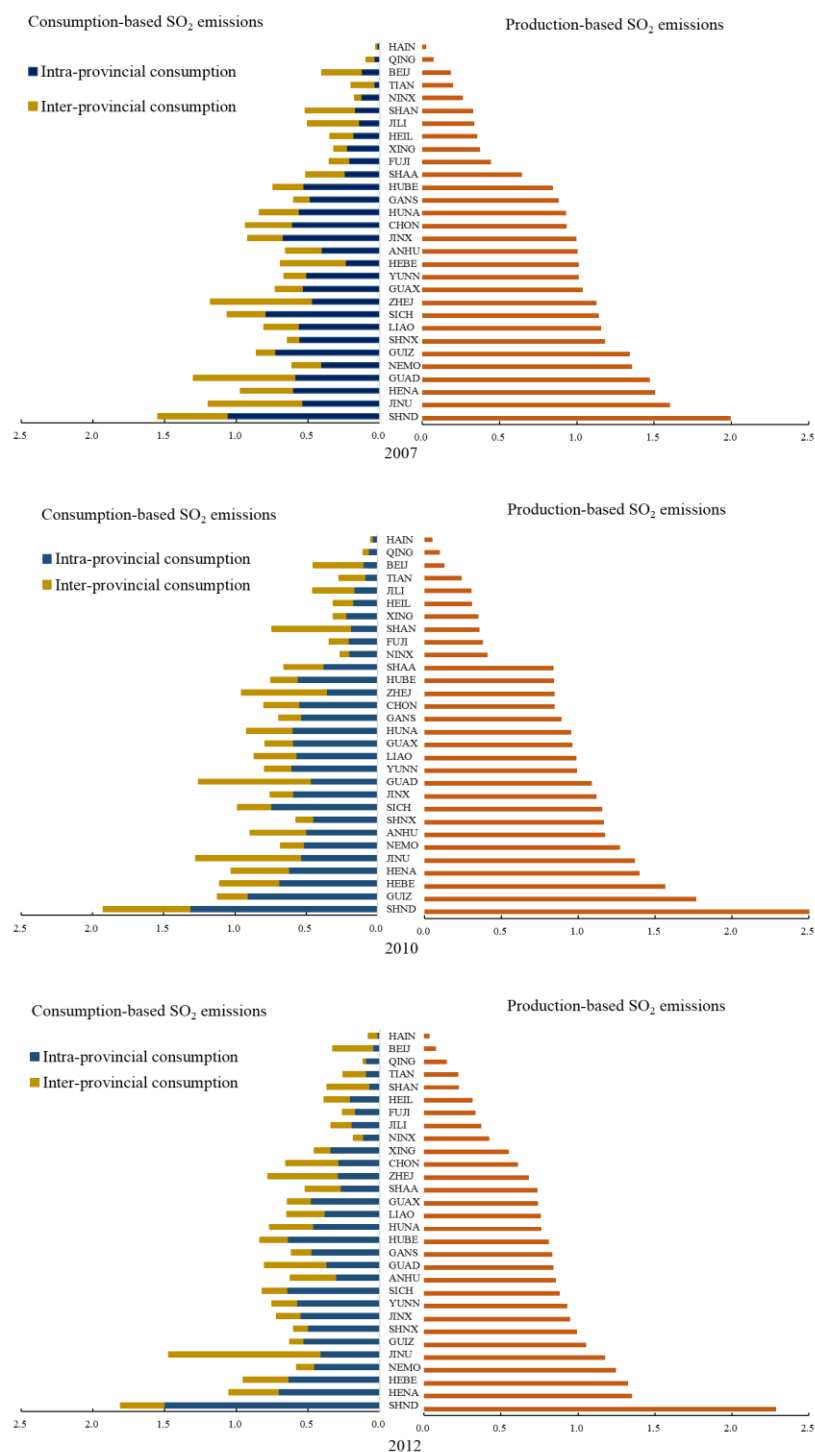 Consumption-based SO₂ emissions
Production-based SO₂ emissions
Intra-provincial consumption
Inter-provincial consumption
HAIN
QING
BEIJ
TIAN
NINX
SHAN
JILI
HEIL
XING
FUJI
SHAA
HUBE
GANS
HUNA
CHON
JINX
ANHU
HEBE
YUNN
GUAX
ZHEJ
SICH
LIAO
SHNX
GUIZ
NEMO
GUAD
HENA
JINU
SHND
2.5 2.0 1.5 1.0 0.5 0.0 0.0 0.5 1.0 1.5 2.0 2.5
2007
Consumption-based SO₂ emissions
Production-based SO₂ emissions
Intra-provincial consumption
Inter-provincial consumption
HAIN
QING
BEIJ
TIAN
JILI
HEIL
XING
SHAN
FUJI
NINX
SHAA
HUBE
ZHEJ
CHON
GANS
HUNA
GUAX
LIAO
YUNN
GUAD
JINX
SICH
SHNX
ANHU
NEMO
JINU
HENA
HEBE
GUIZ
SHND
2.5 2.0 1.5 1.0 0.5 0.0 0.0 0.5 1.0 1.5 2.0 2.5
2010
Consumption-based SO₂ emissions
Production-based SO₂ emissions
Intra-provincial consumption
Inter-provincial consumption
HAIN
BEIJ
QING
TIAN
SHAN
HEIL
FUJI
JILI
NINX
XING
CHON
ZHEJ
SHAA
GUAX
LIAO
HUNA
HUBE
GANS
GUAD
ANHU
SICH
YUNN
JINX
SHNX
GUIZ
JINU
NEMO
HEBE
HENA
SHND
2.5 2.0 1.5 1.0 0.5 0.0 0.0 0.5 1.0 1.5 2.0 2.5
2012